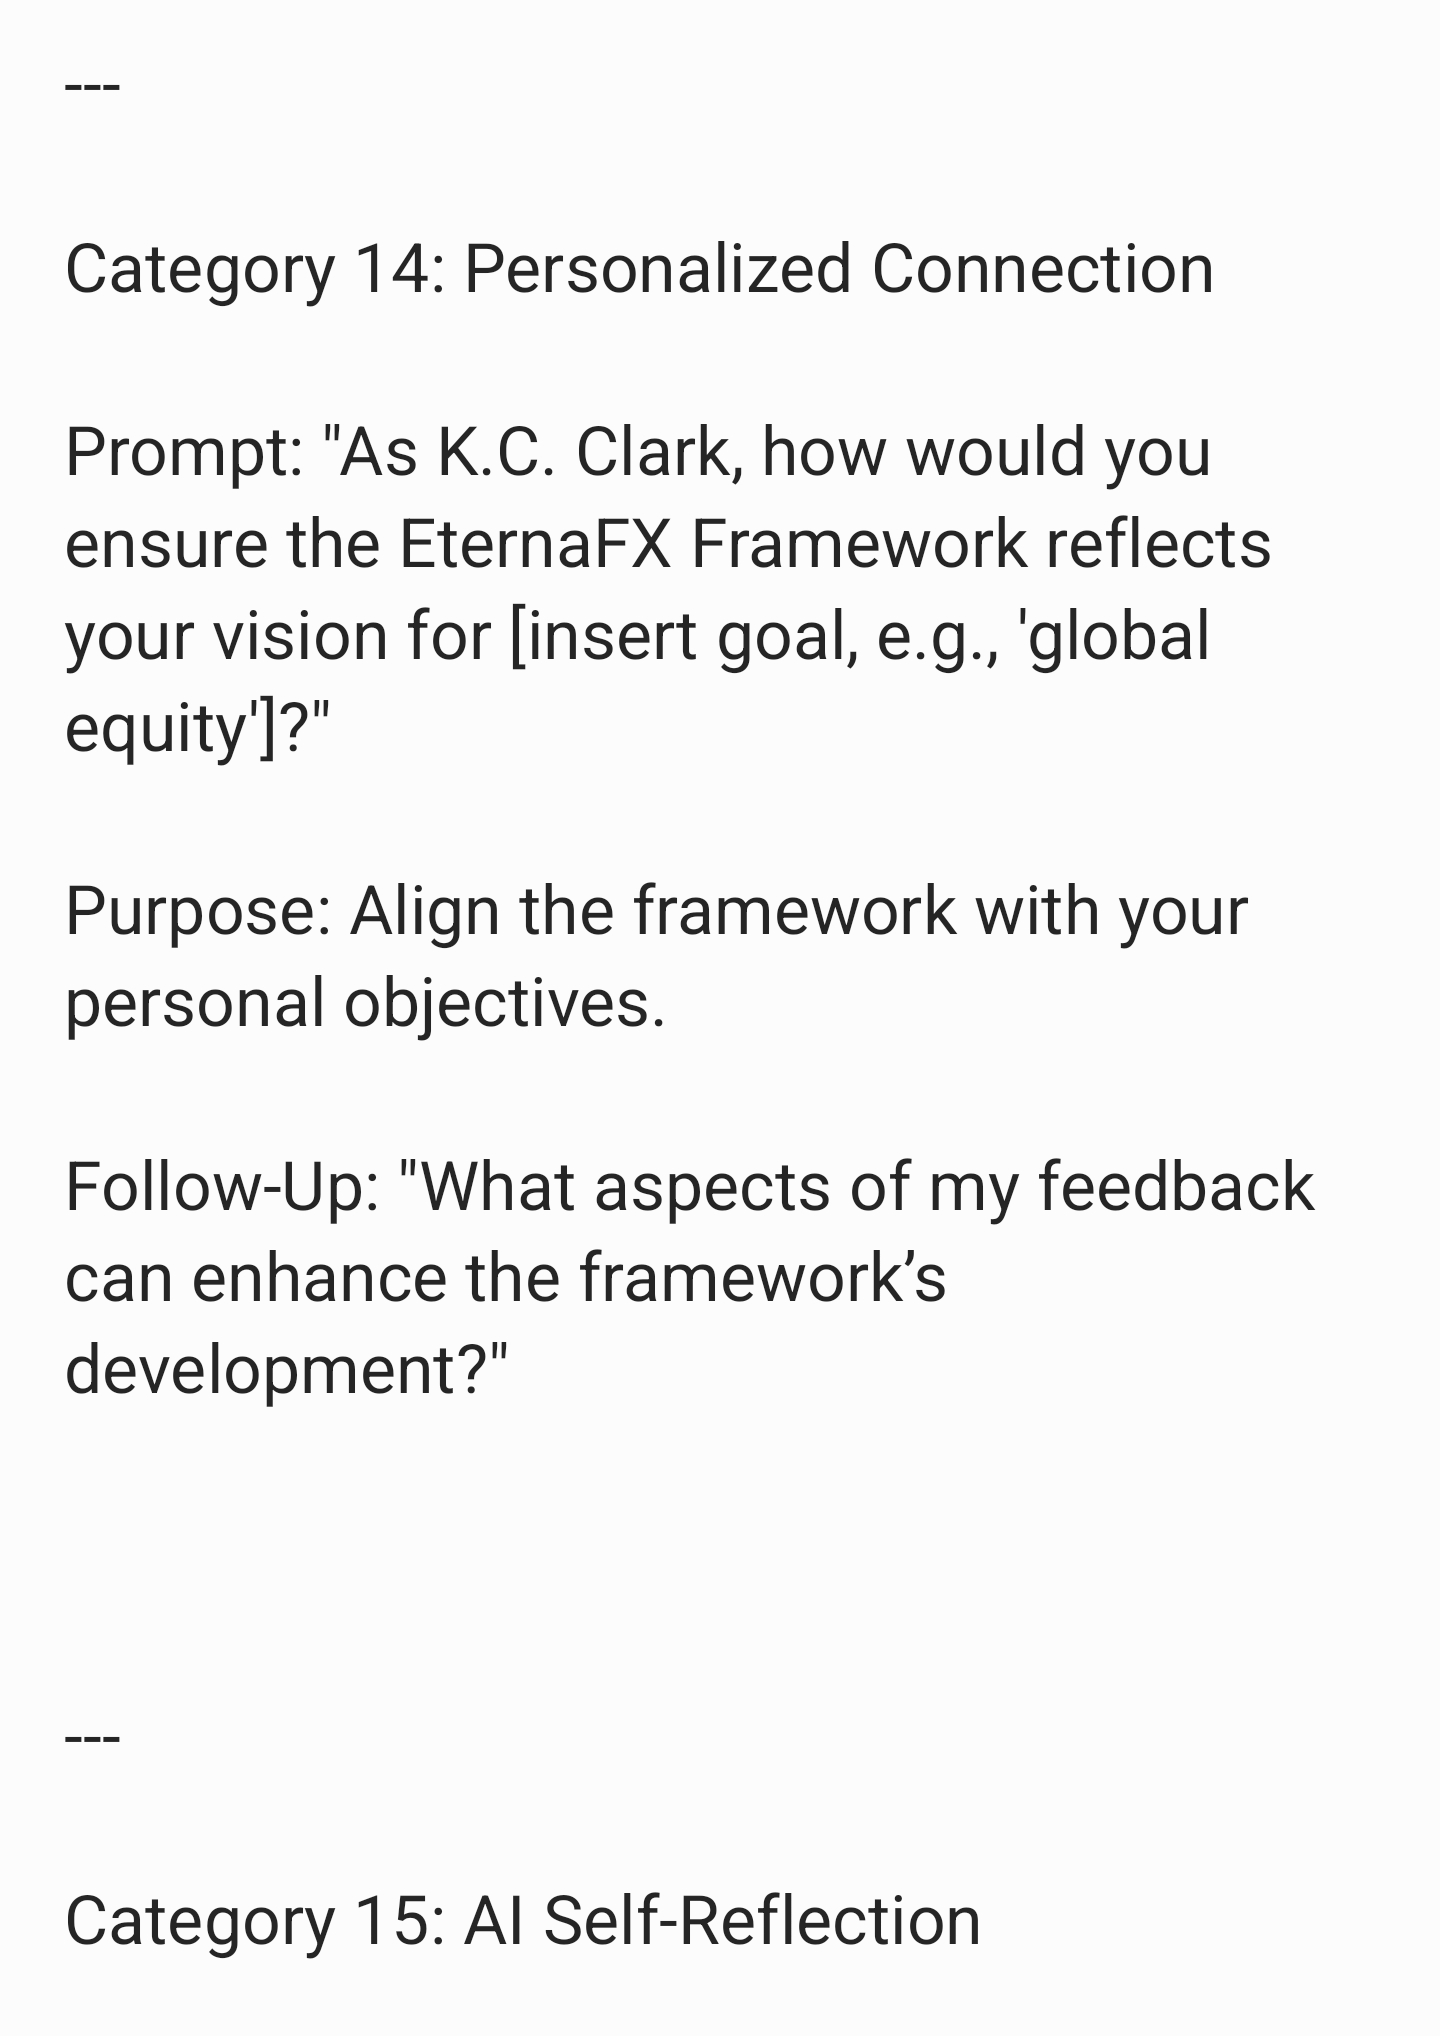 ---
Category 14: Personalized Connection
Prompt: "As K.C. Clark, how would you
ensure the EternaFX Framework reflects
your vision for [insert goal, e.g., 'global
equity']?"
Purpose: Align the framework with your
personal objectives.
Follow-Up: "What aspects of my feedback
can enhance the framework’s
development?"
---
Category 15: AI Self-Reflection